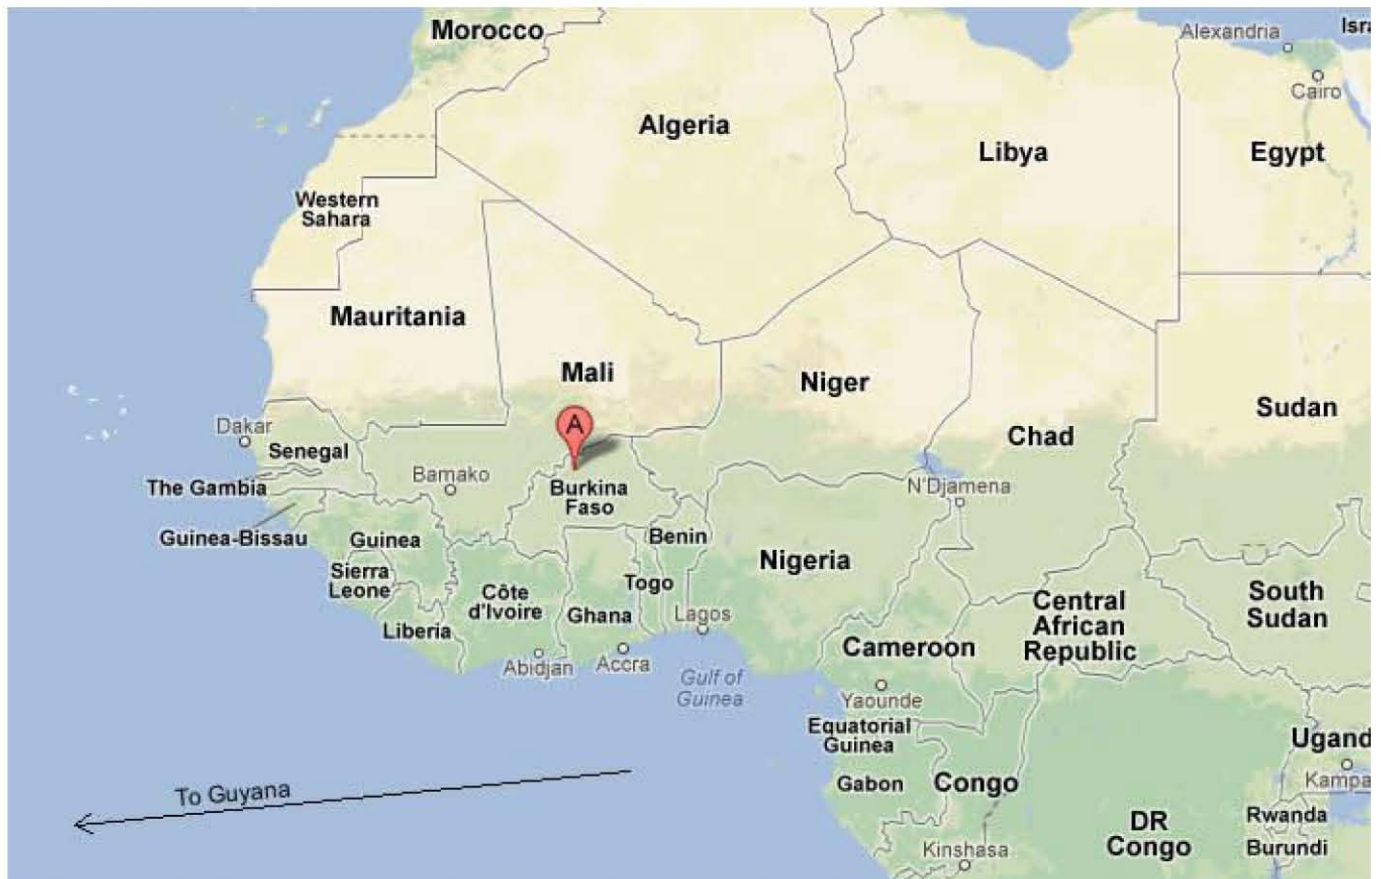 Morocco
Alexandria
Isra
Cairo
Algeria
Libya
Egypt
Western
Sahara
Mauritania
Mali
Niger
Sudan
Chad
A
Dakar
Senegal
Bamako
The Gambia
Burkina
Faso
N'Djamena
Guinea-Bissau
Guinea
Benin
Nigeria
Sierra
Leone
Côte
d'Ivoire
Togo
Ghana
Lagos
South
Sudan
Central
African
Republic
Liberia
Abidjan
Accra
Cameroon
Gulf of
Guinea
Yaounde
Equatorial
Guinea
Ugand
Gabon
Congo
Kampa
To Guyana
DR
Congo
Rwanda
Burundi
Kinshasa